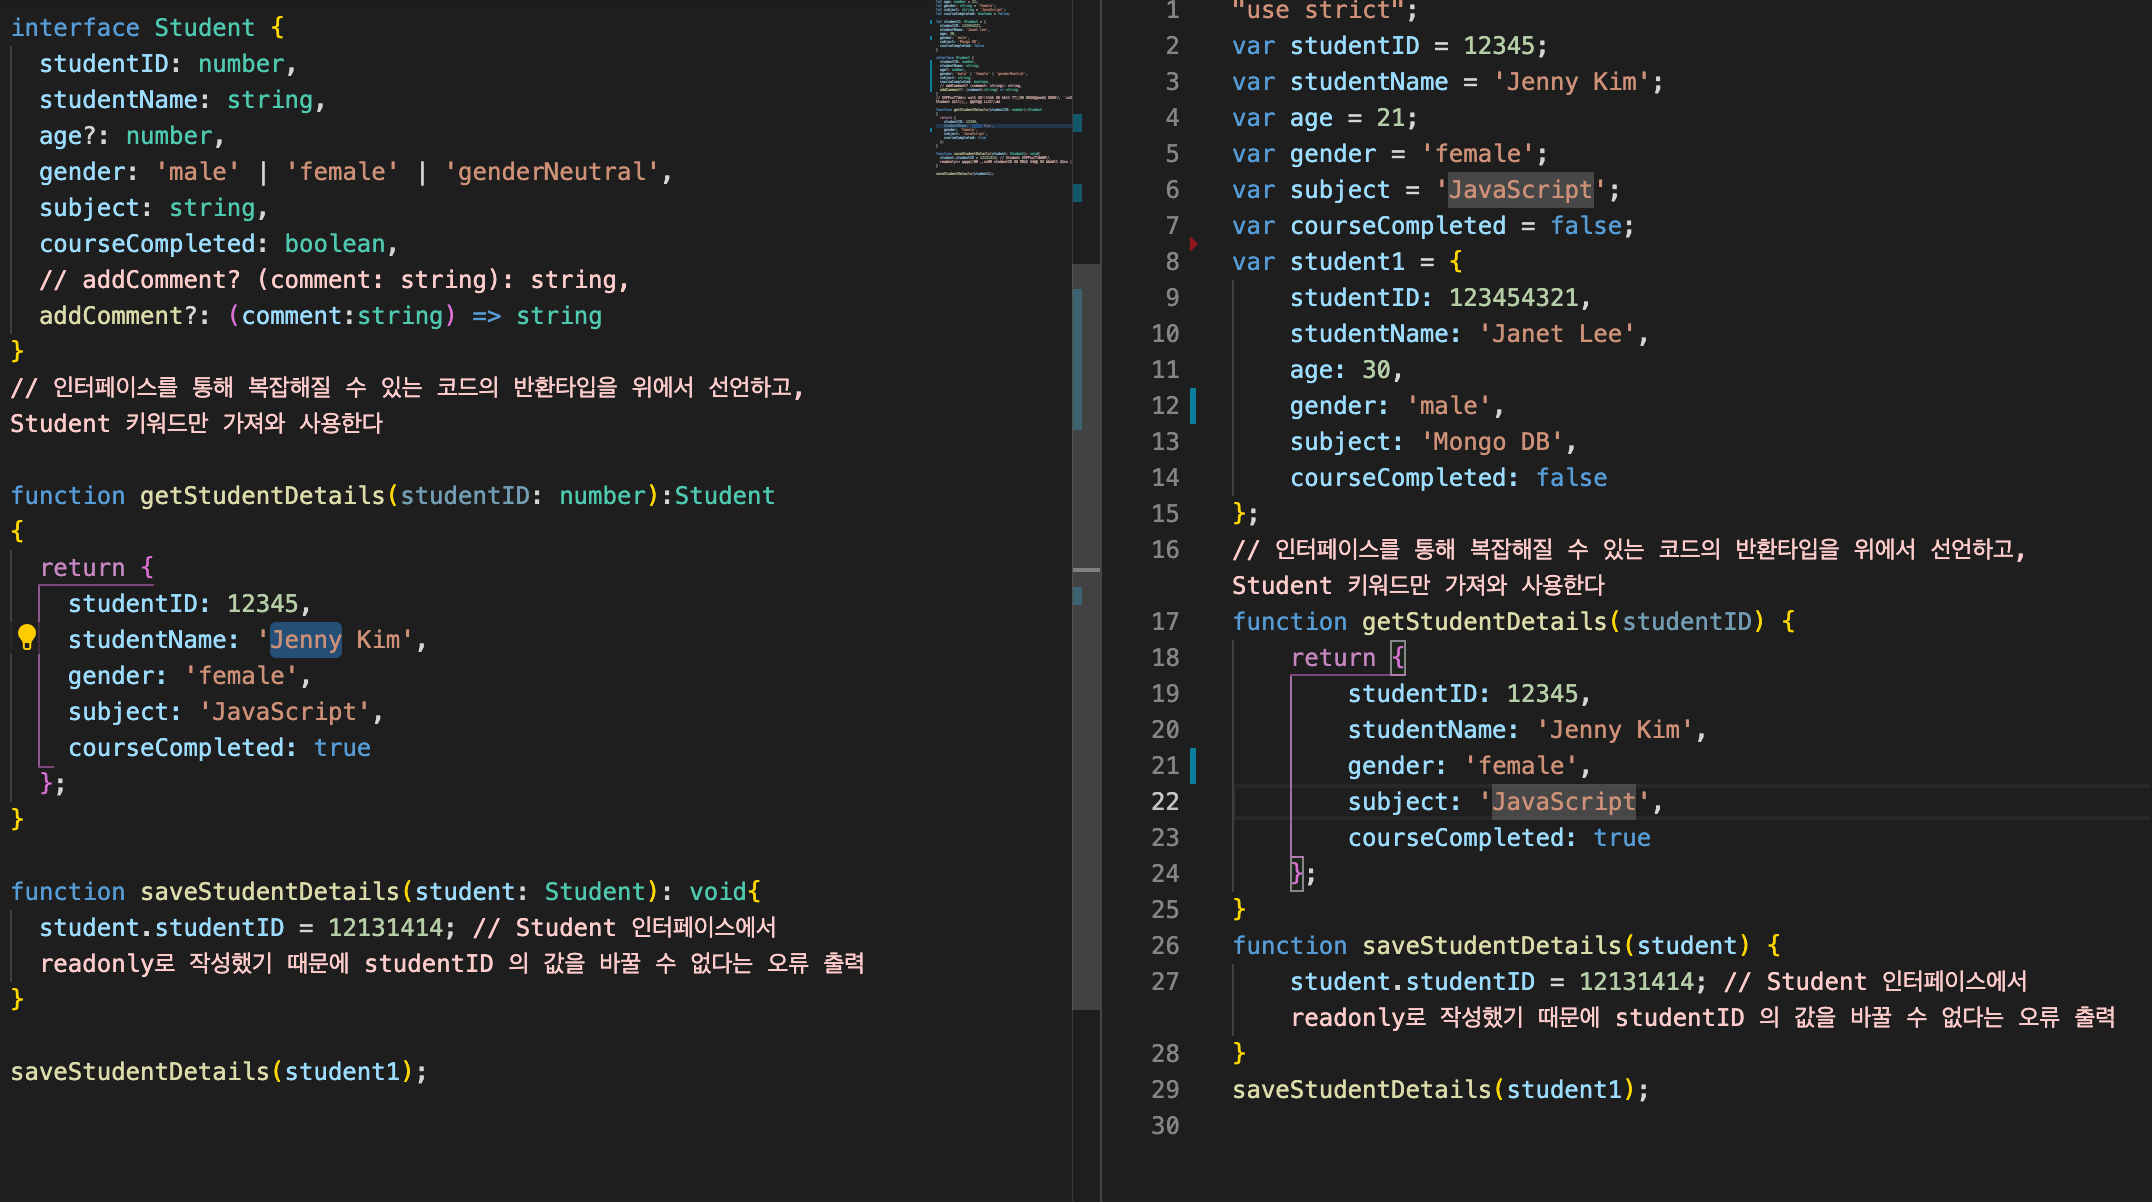 interface Student {
studentID: number,
studentName: string,
age?: number,
gender: 'male' | 'female' | 'genderNeutral',
subject: string,
courseCompleted: boolean,
// addComment? (comment: string): string,
addComment?: (comment:string) => string
}
// 인터페이스를 통해 복잡해질 수 있는 코드의 반환타입을 위에서 선언하고,
Student 키워드만 가져와 사용한다
function getStudentDetails(studentID: number):Student
{
return {
studentID: 12345,
studentName: 'Jenny Kim',
gender: 'female',
subject: 'JavaScript',
courseCompleted: true
};
}
function saveStudentDetails(student: Student): void{
student.studentID = 12131414; // Student 인터페이스에서
readonly로 작성했기 때문에 studentID 의 값을 바꿀 수 없다는 오류 출력
}
saveStudentDetails(student1);
1 "use strict";
2 var studentID = 12345;
3 var studentName = 'Jenny Kim';
4 var age = 21;
5 var gender = 'female';
6 var subject = 'JavaScript';
7 var courseCompleted = false;
8 var student1 = {
9 studentID: 123454321,
10 studentName: 'Janet Lee',
11 age: 30,
12 gender: 'male',
13 subject: 'Mongo DB',
14 courseCompleted: false
15 };
16 // 인터페이스를 통해 복잡해질 수 있는 코드의 반환타입을 위에서 선언하고,
Student 키워드만 가져와 사용한다
17 function getStudentDetails(studentID) {
18 return {
19 studentID: 12345,
20 studentName: 'Jenny Kim',
21 gender: 'female',
22 subject: 'JavaScript',
23 courseCompleted: true
24 };
25 }
26 function saveStudentDetails(student) {
27 student.studentID = 12131414; // Student 인터페이스에서
readonly로 작성했기 때문에 studentID 의 값을 바꿀 수 없다는 오류 출력
28 }
29 saveStudentDetails(student1);
30